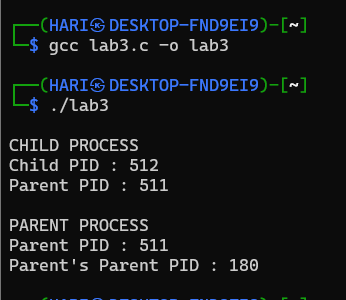 ┌──(HARI㉿DESKTOP-FND9EI9)-[~]
└─$ gcc lab3.c -o lab3
┌──(HARI㉿DESKTOP-FND9EI9)-[~]
└─$ ./lab3
CHILD PROCESS
Child PID : 512
Parent PID : 511
PARENT PROCESS
Parent PID : 511
Parent's Parent PID : 180